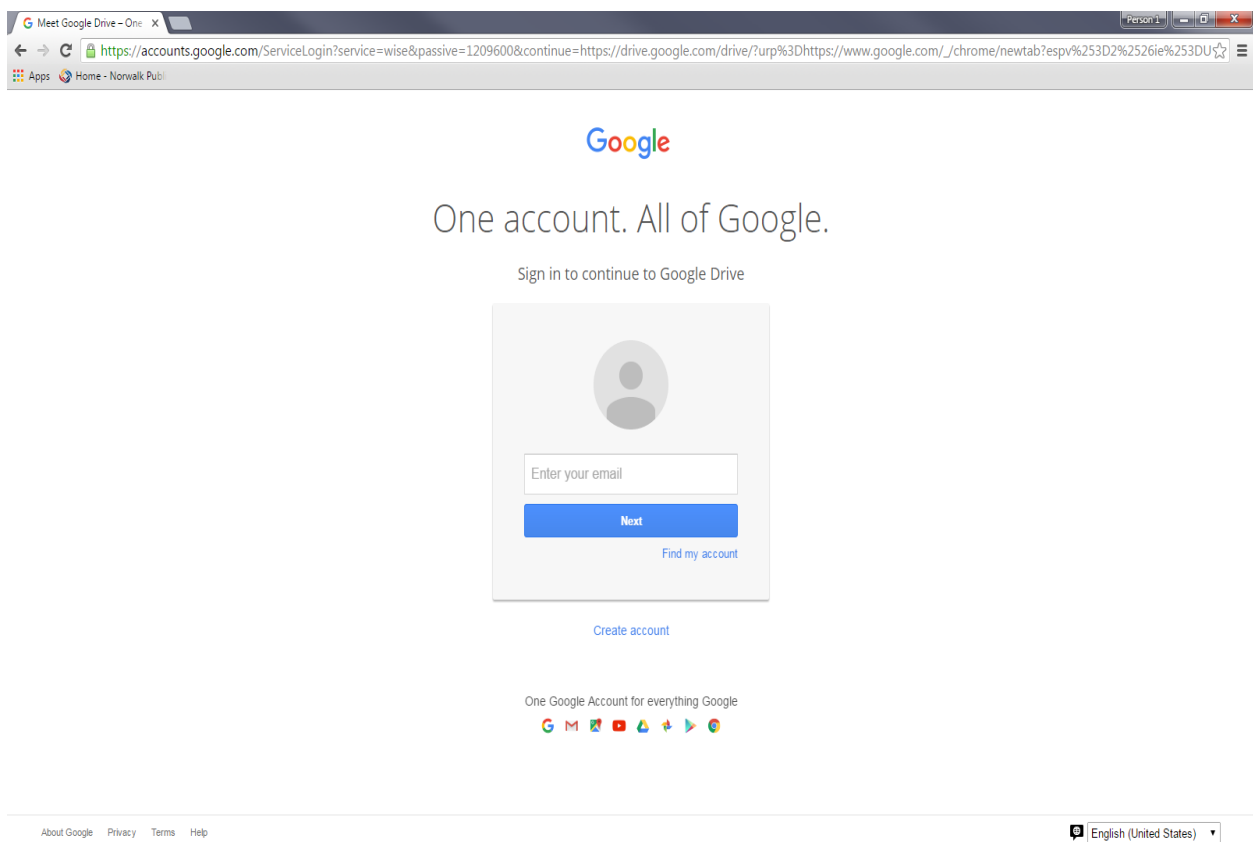 Meet Google Drive – One
Person 1
https://accounts.google.com/ServiceLogin?service=wise&passive=1209600&continue=https://drive.google.com/drive/?urp%3Dhttps://www.google.com/_/chrome/newtab?espv%253D2%2526ie%253DU
Apps Home - Norwalk Publ
Google
One account. All of Google.
Sign in to continue to Google Drive
Enter your email
Next
Find my account
Create account
One Google Account for everything Google
About Google Privacy Terms Help
English (United States)